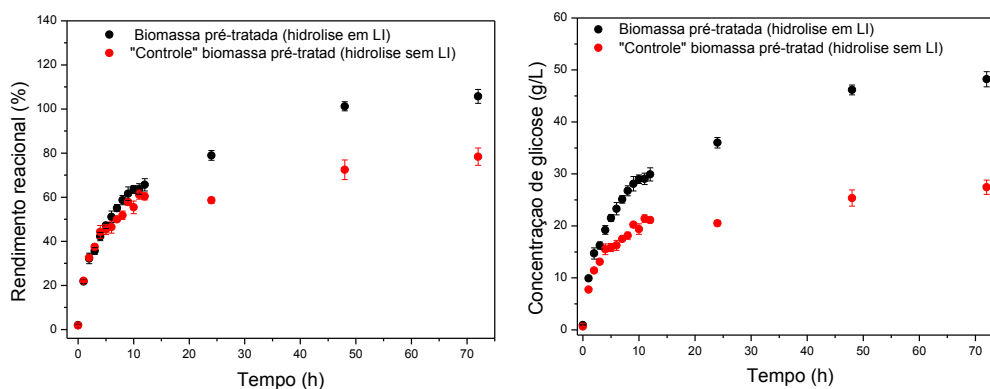 Biomassa pré-tratada (hidrolise em LI)
"Controle" biomassa pré-tratad (hidrolise sem LI)
Rendimento reacional (%)
140
120
100
80
60
40
20
0
0 10 20 30 40 50 60 70
Tempo (h)
Biomassa pré-tratada (hidrolise em LI)
"Controle" biomassa pré-tratad (hidrolise sem LI)
Concentraçao de glicose (g/L)
60
50
40
30
20
10
0
0 10 20 30 40 50 60 70
Tempo (h)